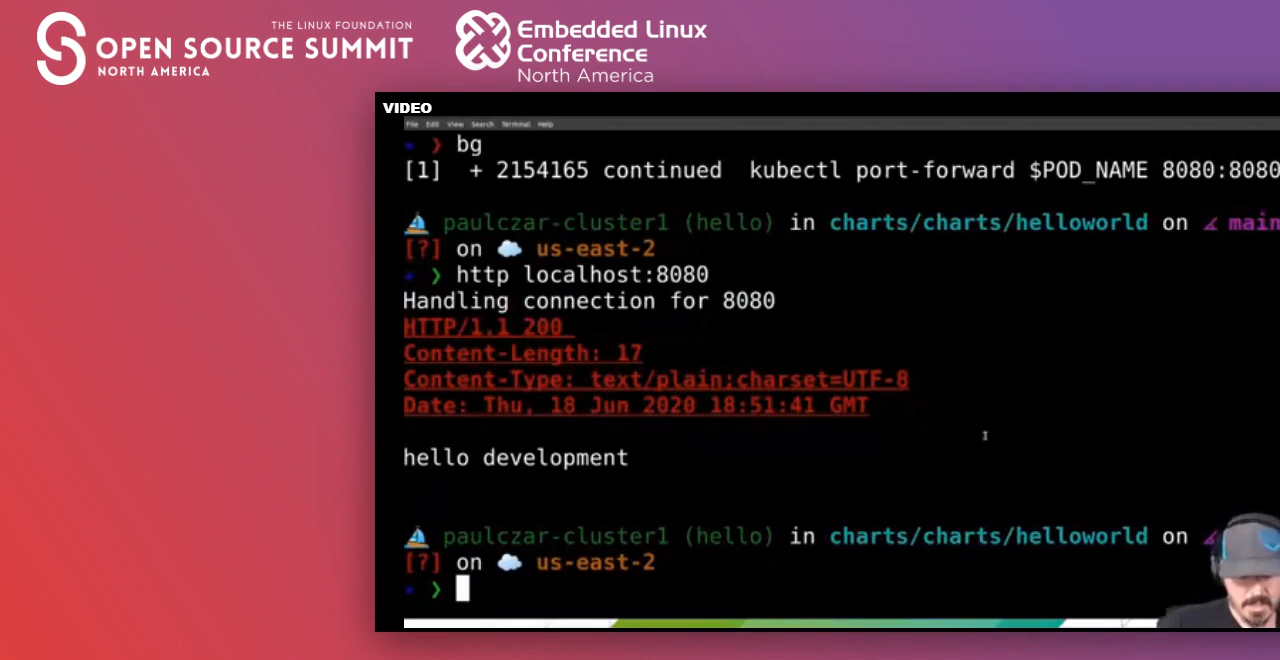 THE LINUX FOUNDATION
OPEN SOURCE SUMMIT
NORTH AMERICA
Embedded Linux
Conference
North America
VIDEO
File Edit View Search Terminal Help
❯ bg
[1]  + 2154165 continued  kubectl port-forward $POD_NAME 8080:8080
paulczar-cluster1 (hello) in charts/charts/helloworld on main
[?] on us-east-2
❯ http localhost:8080
Handling connection for 8080
HTTP/1.1 200
Content-Length: 17
Content-Type: text/plain;charset=UTF-8
Date: Thu, 18 Jun 2020 18:51:41 GMT
hello development
paulczar-cluster1 (hello) in charts/charts/helloworld on
[?] on us-east-2
❯